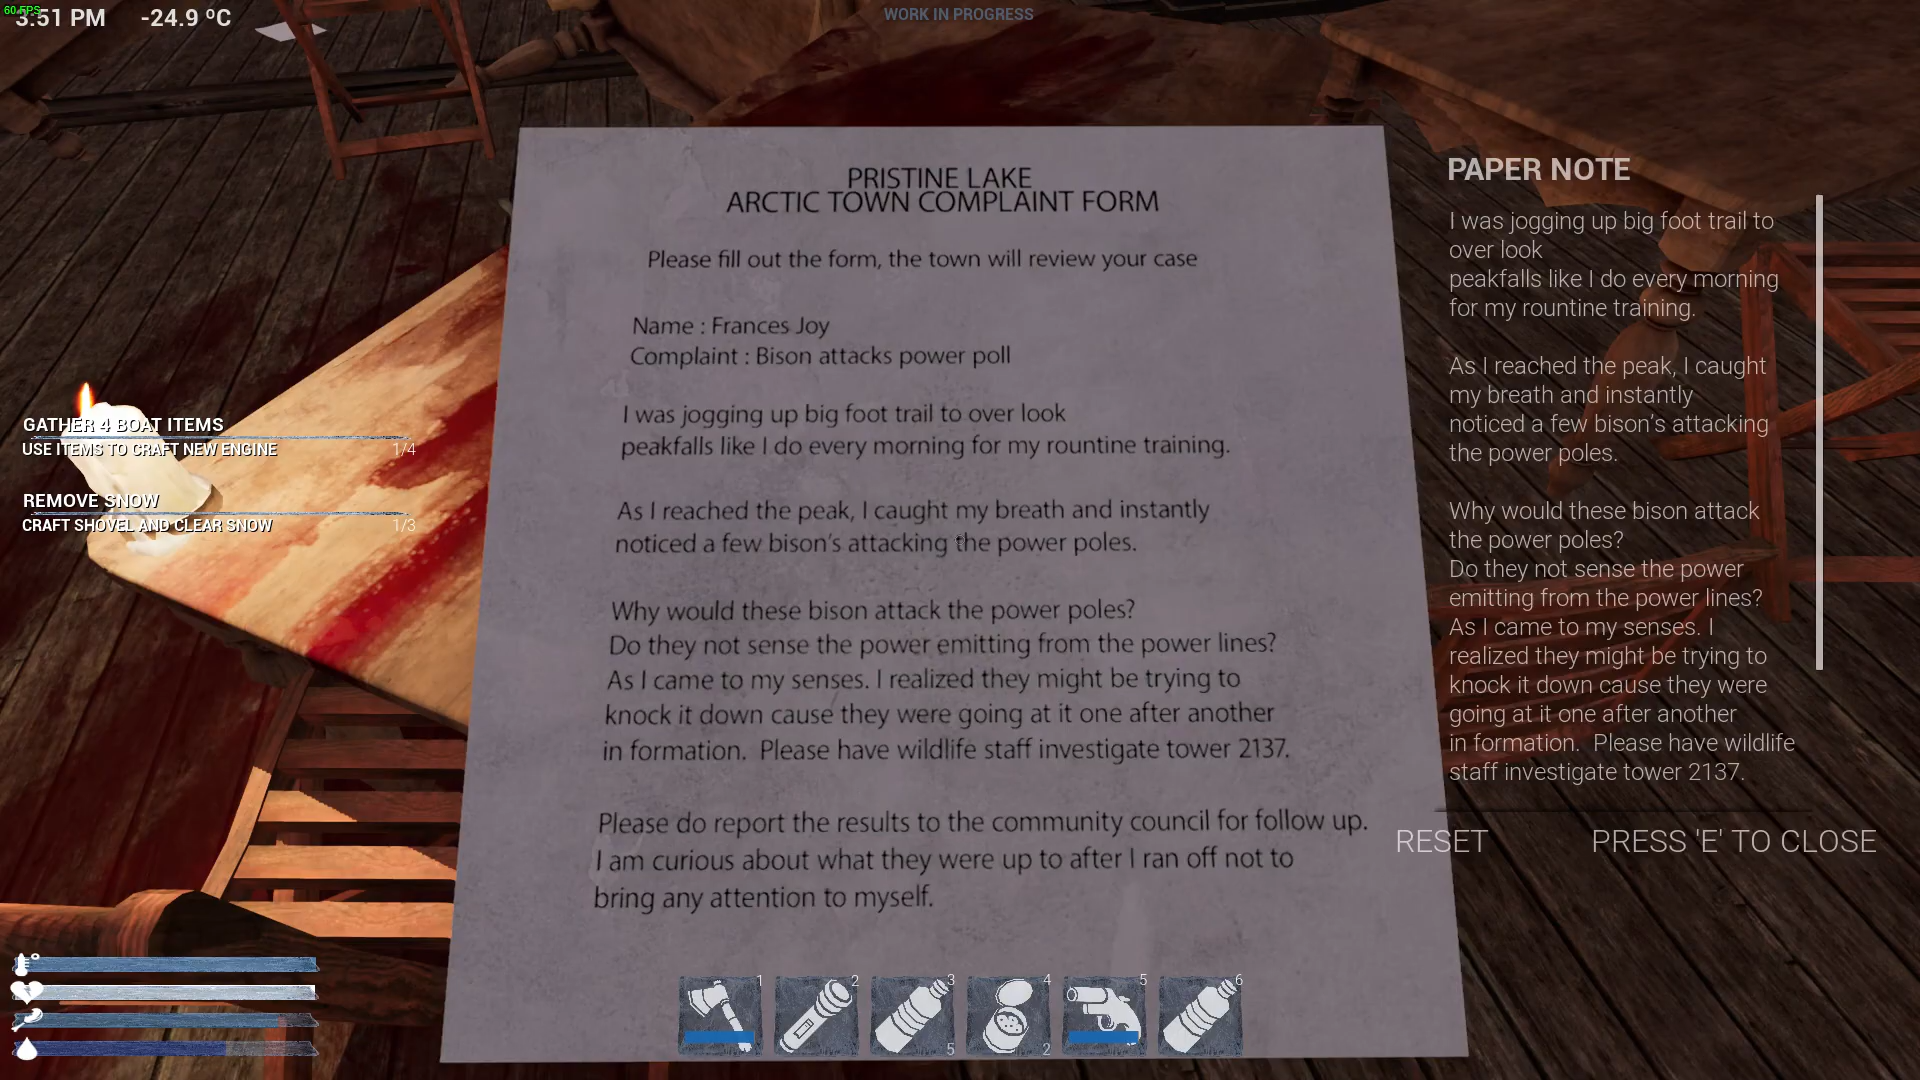 60 FPS
3:51 PM -24.9 ºC
WORK IN PROGRESS
PRISTINE LAKE
ARCTIC TOWN COMPLAINT FORM
Please fill out the form, the town will review your case
Name : Frances Joy
Complaint : Bison attacks power poll
I was jogging up big foot trail to over look
peakfalls like I do every morning for my rountine training.
As I reached the peak, I caught my breath and instantly
noticed a few bison's attacking the power poles.
Why would these bison attack the power poles?
Do they not sense the power emitting from the power lines?
As I came to my senses. I realized they might be trying to
knock it down cause they were going at it one after another
in formation.  Please have wildlife staff investigate tower 2137.
Please do report the results to the community council for follow up.
I am curious about what they were up to after I ran off not to
bring any attention to myself.
PAPER NOTE
I was jogging up big foot trail to
over look
peakfalls like I do every morning
for my rountine training.
As I reached the peak, I caught
my breath and instantly
noticed a few bison's attacking
the power poles.
Why would these bison attack
the power poles?
Do they not sense the power
emitting from the power lines?
As I came to my senses. I
realized they might be trying to
knock it down cause they were
going at it one after another
in formation.  Please have wildlife
staff investigate tower 2137.
RESET
PRESS 'E' TO CLOSE
GATHER 4 BOAT ITEMS
USE ITEMS TO CRAFT NEW ENGINE 1/4
REMOVE SNOW
CRAFT SHOVEL AND CLEAR SNOW 1/3
1 2 3 4 5 6
5 2